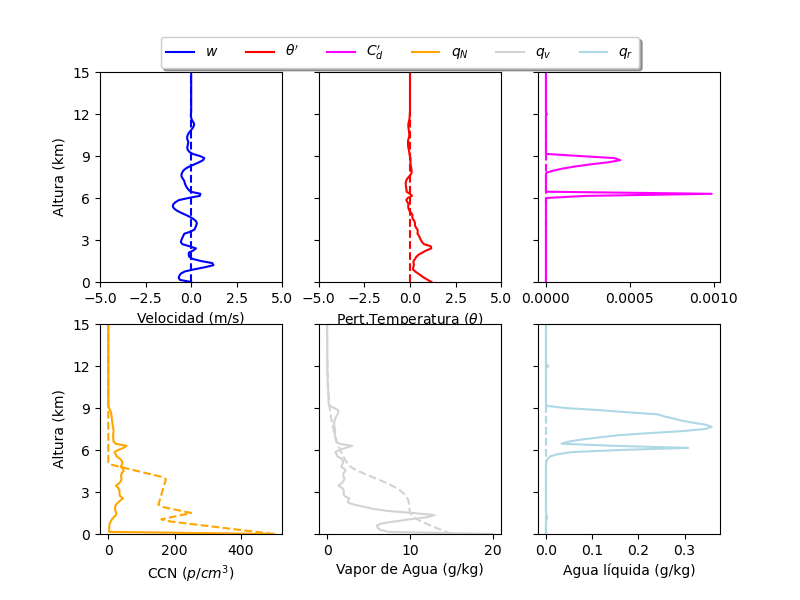 w θ′ C′d qN qv qr
15
12
9
6
3
0
Altura (km)
−5.0 −2.5 0.0 2.5 5.0
Velocidad (m/s)
−5.0 −2.5 0.0 2.5 5.0
Pert.Temperatura (θ)
0.0000 0.0005 0.0010
15
12
9
6
3
0
Altura (km)
0 200 400
CCN (p/cm³)
0 10 20
Vapor de Agua (g/kg)
0.0 0.1 0.2 0.3
Agua líquida (g/kg)